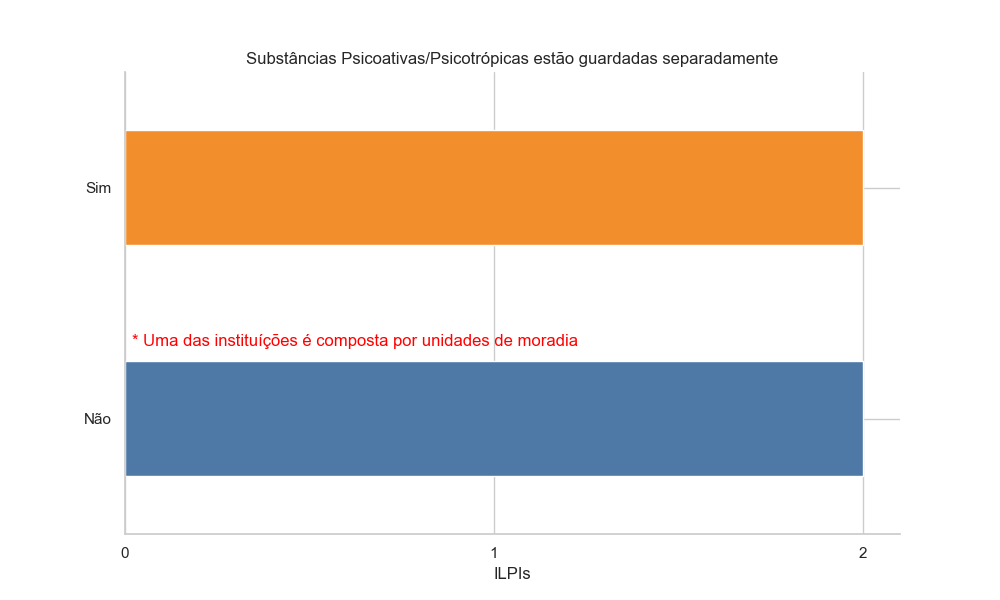 Substâncias Psicoativas/Psicotrópicas estão guardadas separadamente
Sim
* Uma das instituíções é composta por unidades de moradia
Não
0 1 2
ILPIs